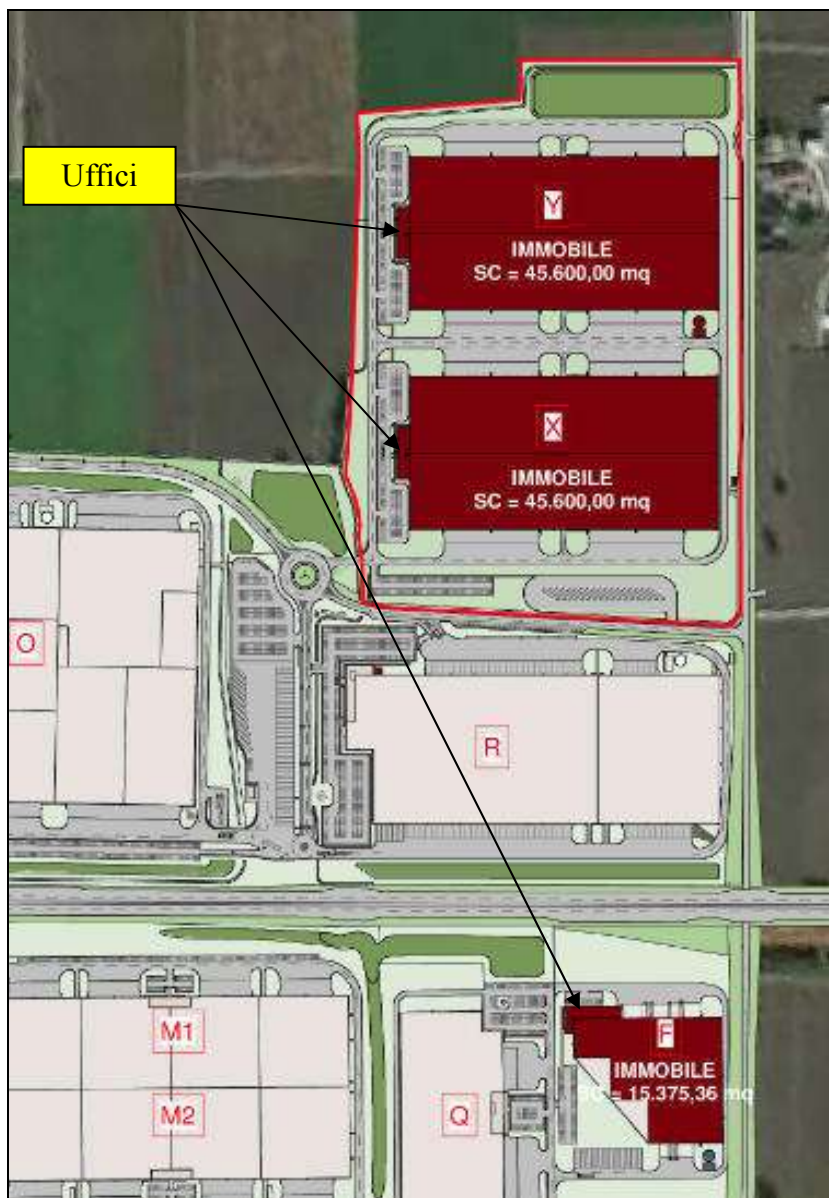 Uffici
Y
IMMOBILE
SC = 45.600,00 mq
X
IMMOBILE
SC = 45.600,00 mq
O
R
M1
M2
Q
F
IMMOBILE
SC = 15.375,36 mq